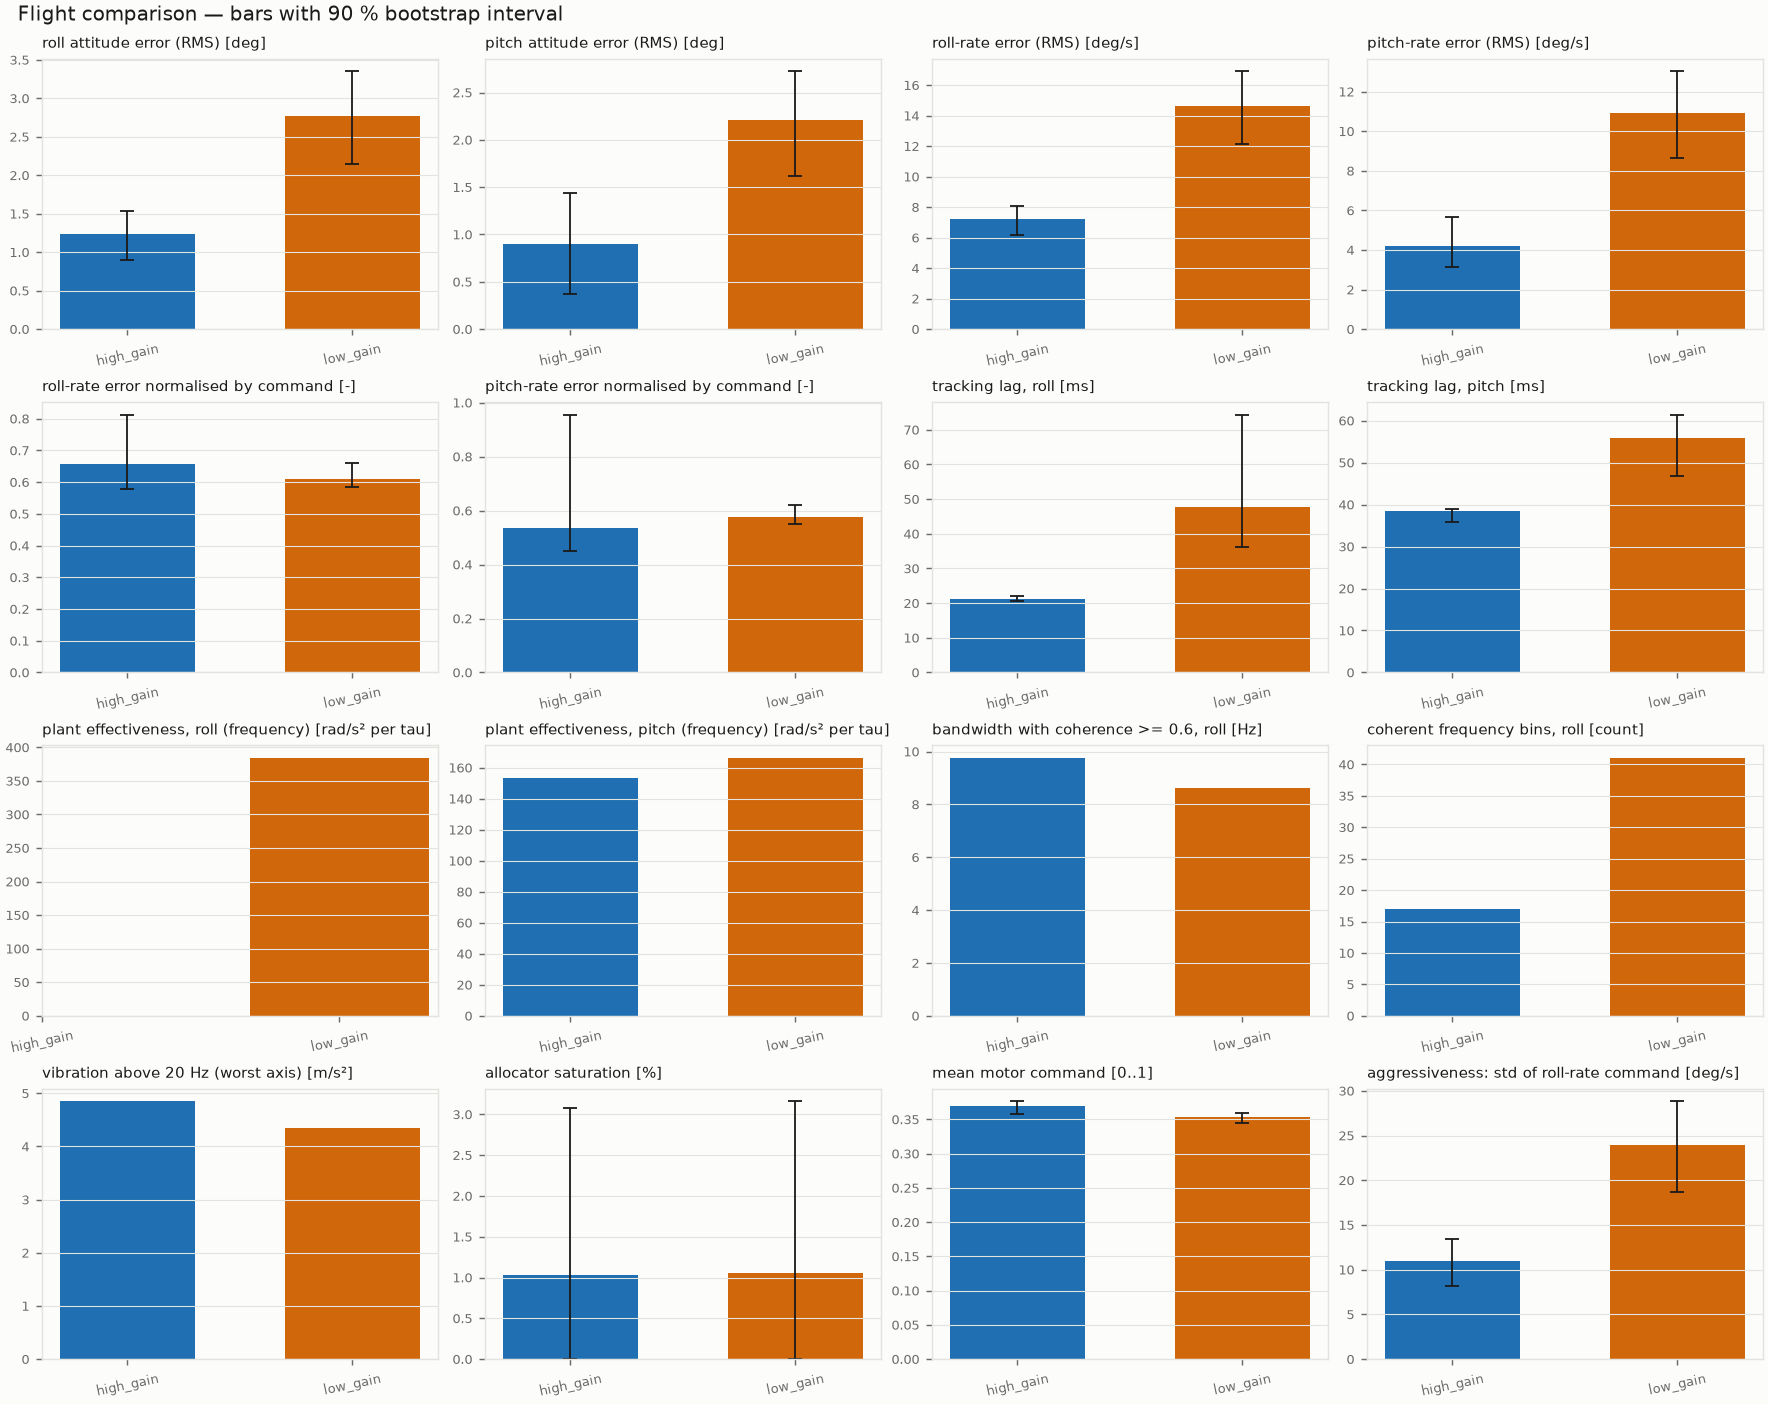 Flight comparison — bars with 90 % bootstrap interval
roll attitude error (RMS) [deg]
3.5
3.0
2.5
2.0
1.5
1.0
0.5
0.0
high_gain
low_gain
pitch attitude error (RMS) [deg]
2.5
2.0
1.5
1.0
0.5
0.0
high_gain
low_gain
roll-rate error (RMS) [deg/s]
16
14
12
10
8
6
4
2
0
high_gain
low_gain
pitch-rate error (RMS) [deg/s]
12
10
8
6
4
2
0
high_gain
low_gain
roll-rate error normalised by command [-]
0.8
0.7
0.6
0.5
0.4
0.3
0.2
0.1
0.0
high_gain
low_gain
pitch-rate error normalised by command [-]
1.0
0.8
0.6
0.4
0.2
0.0
high_gain
low_gain
tracking lag, roll [ms]
70
60
50
40
30
20
10
0
high_gain
low_gain
tracking lag, pitch [ms]
60
50
40
30
20
10
0
high_gain
low_gain
plant effectiveness, roll (frequency) [rad/s² per tau]
400
350
300
250
200
150
100
50
0
high_gain
low_gain
plant effectiveness, pitch (frequency) [rad/s² per tau]
160
140
120
100
80
60
40
20
0
high_gain
low_gain
bandwidth with coherence >= 0.6, roll [Hz]
10
8
6
4
2
0
high_gain
low_gain
coherent frequency bins, roll [count]
40
35
30
25
20
15
10
5
0
high_gain
low_gain
vibration above 20 Hz (worst axis) [m/s²]
5
4
3
2
1
0
high_gain
low_gain
allocator saturation [%]
3.0
2.5
2.0
1.5
1.0
0.5
0.0
high_gain
low_gain
mean motor command [0..1]
0.35
0.30
0.25
0.20
0.15
0.10
0.05
0.00
high_gain
low_gain
aggressiveness: std of roll-rate command [deg/s]
30
25
20
15
10
5
0
high_gain
low_gain